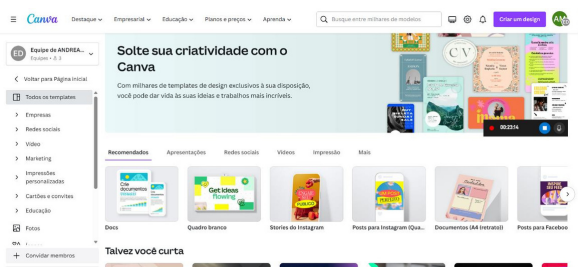 Canva
Destaque
Empresarial
Educação
Planos e preços
Aprenda
Busque entre milhares de modelos
Criar um design
ED
Equipe de ANDREA...
Voltar para Página inicial
Todos os templates
Empresas
Redes sociais
Vídeo
Marketing
Impressões
personalizadas
Cartões e convites
Educação
Fotos
Convidar membros
Solte sua criatividade com o
Canva
Com milhares de templates de design exclusivos à sua disposição,
você pode dar vida às suas ideias e trabalhos mais incríveis.
CV
00:23:14
Recomendados
Apresentações
Redes sociais
Vídeos
Impressão
Mais
Crie
documentos
Get ideas
flowing
Docs
Quadro branco
Stories do Instagram
Posts para Instagram (Qua...
Documentos (A4 (retrato))
Posts para Faceboo
Talvez você curta